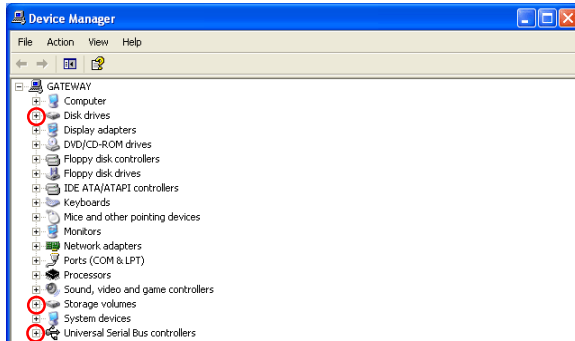 Device Manager
File Action View Help
GATEWAY
Computer
Disk drives
Display adapters
DVD/CD-ROM drives
Floppy disk controllers
Floppy disk drives
IDE ATA/ATAPI controllers
Keyboards
Mice and other pointing devices
Monitors
Network adapters
Ports (COM & LPT)
Processors
Sound, video and game controllers
Storage volumes
System devices
Universal Serial Bus controllers